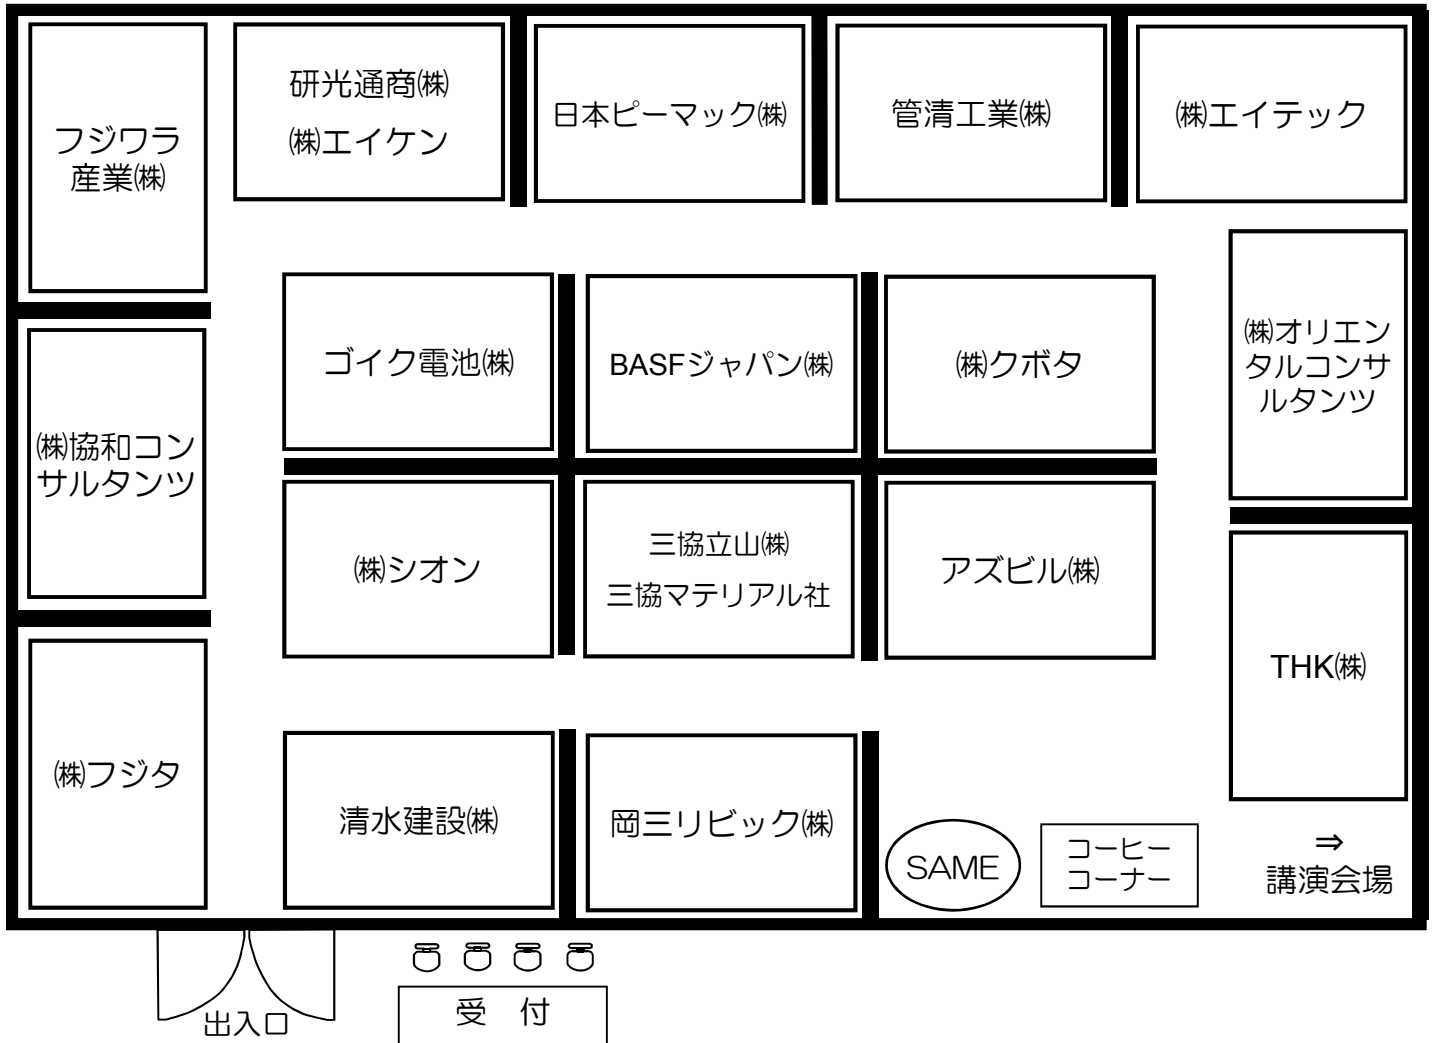 フジワラ
産業㈱
研光通商㈱
㈱エイケン
日本ピーマック㈱
管清工業㈱
㈱エイテック
ゴイク電池㈱
BASFジャパン㈱
㈱クボタ
㈱オリエン
タルコンサ
ルタンツ
㈱協和コン
サルタンツ
㈱シオン
三協立山㈱
三協マテリアル社
アズビル㈱
THK㈱
㈱フジタ
清水建設㈱
岡三リビック㈱
SAME
コーヒー
コーナー
⇒
講演会場
出入口
受　付